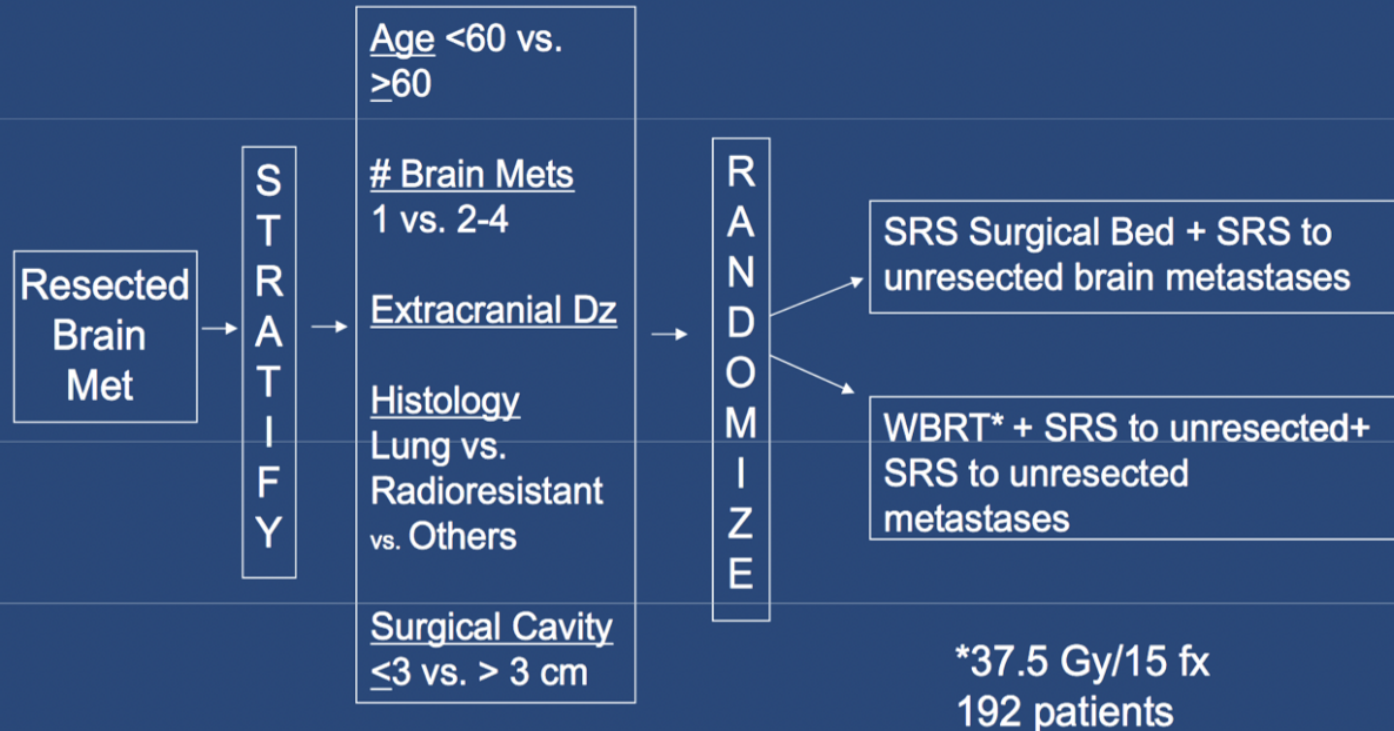 Resected
Brain
Met
S
T
R
A
T
I
F
Y
Age <60 vs.
≥60
# Brain Mets
1 vs. 2-4
Extracranial Dz
Histology
Lung vs.
Radioresistant
vs. Others
Surgical Cavity
≤3 vs. > 3 cm
R
A
N
D
O
M
I
Z
E
SRS Surgical Bed + SRS to
unresected brain metastases
WBRT* + SRS to unresected+
SRS to unresected
metastases
*37.5 Gy/15 fx
192 patients